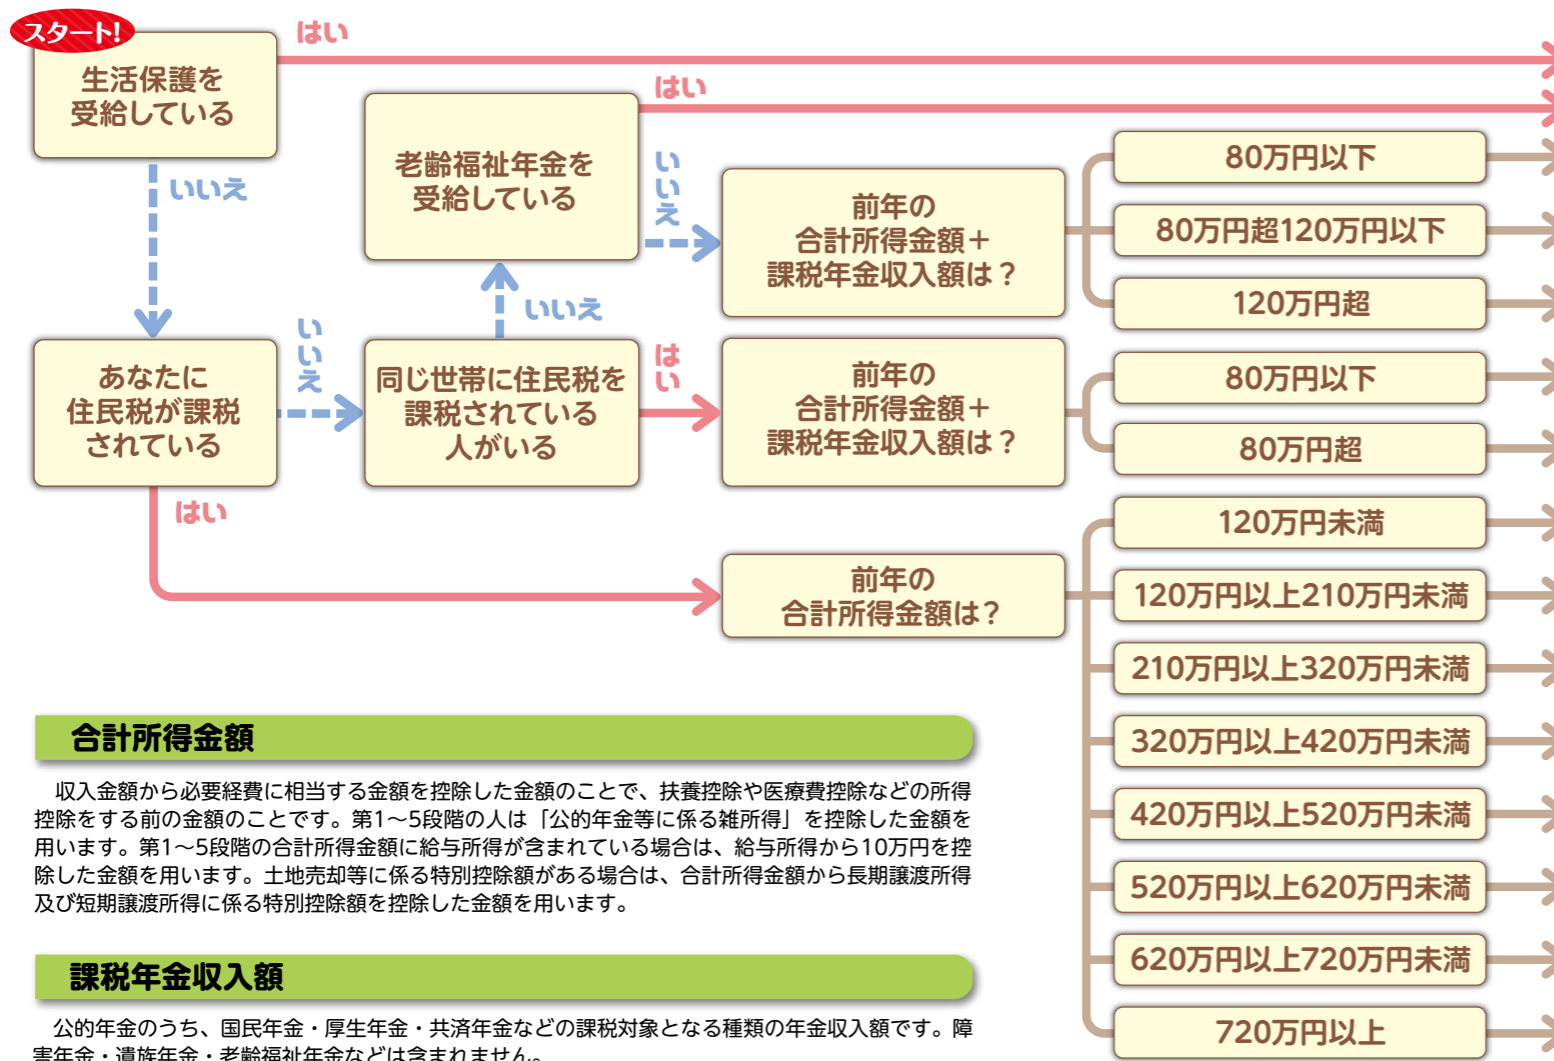 スタート!
生活保護を
受給している
はい
いいえ
あなたに
住民税が課税
されている
いいえ
はい
同じ世帯に住民税を
課税されている
人がいる
いいえ
はい
老齢福祉年金を
受給している
はい
いいえ
前年の
合計所得金額＋
課税年金収入額は？
80万円以下
80万円超120万円以下
120万円超
前年の
合計所得金額＋
課税年金収入額は？
80万円以下
80万円超
前年の
合計所得金額は？
120万円未満
120万円以上210万円未満
210万円以上320万円未満
320万円以上420万円未満
420万円以上520万円未満
520万円以上620万円未満
620万円以上720万円未満
720万円以上
合計所得金額
収入金額から必要経費に相当する金額を控除した金額のことで、扶養控除や医療費控除などの所得
控除をする前の金額のことです。第1～5段階の人は「公的年金等に係る雑所得」を控除した金額を
用います。第1～5段階の合計所得金額に給与所得が含まれている場合は、給与所得から10万円を控
除した金額を用います。土地売却等に係る特別控除額がある場合は、合計所得金額から長期譲渡所得
及び短期譲渡所得に係る特別控除額を控除した金額を用います。
課税年金収入額
公的年金のうち、国民年金・厚生年金・共済年金などの課税対象となる種類の年金収入額です。障
害年金・遺族年金・老齢福祉年金などは含まれません。